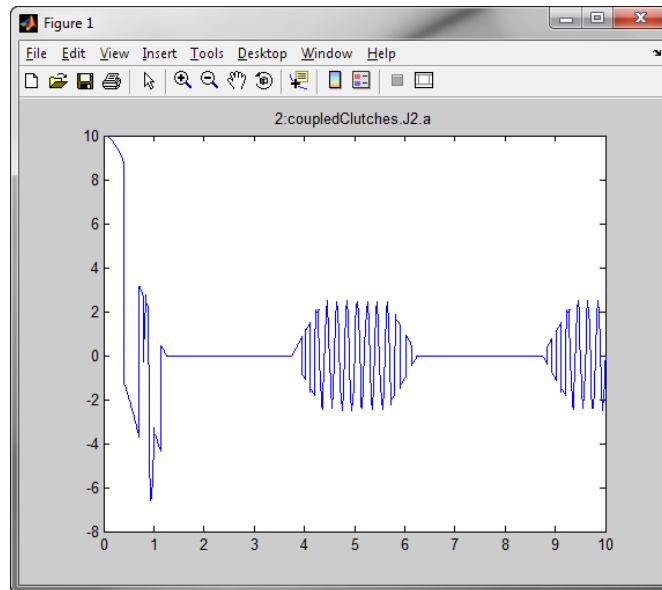 Figure 1
File Edit View Insert Tools Desktop Window Help
2:coupledClutches.J2.a
10
8
6
4
2
0
-2
-4
-6
-8
0 1 2 3 4 5 6 7 8 9 10